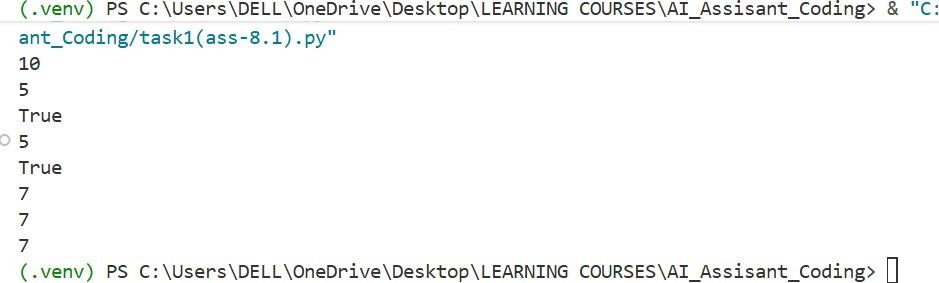 (.venv) PS C:\Users\DELL\OneDrive\Desktop\LEARNING COURSES\AI_Assisant_Coding> & "C:
ant_Coding/task1(ass-8.1).py"
10
5
True
5
True
7
7
7
(.venv) PS C:\Users\DELL\OneDrive\Desktop\LEARNING COURSES\AI_Assisant_Coding>